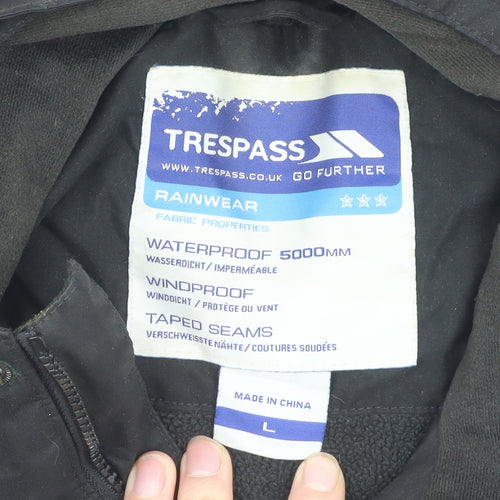 TRESPASS
WWW.TRESPASS.CO.UK GO FURTHER
RAINWEAR
FABRIC PROPERTIES
WATERPROOF 5000MM
WASSERDICHT / IMPERMÉABLE
WINDPROOF
WINDDICHT / PROTÈGE DU VENT
TAPED SEAMS
VERSCHWEISSTE NÄHTE / COUTURES SOUDÉES
MADE IN CHINA
L